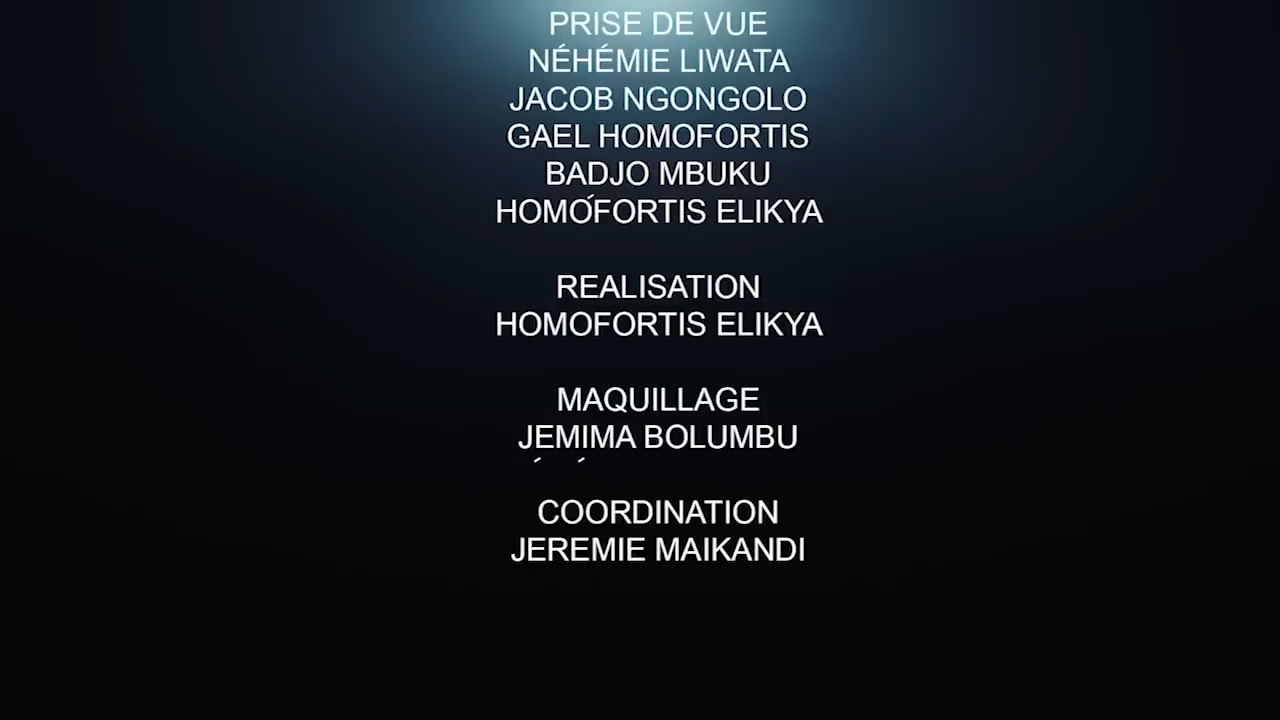 PRISE DE VUE
NÉHÉMIE LIWATA
JACOB NGONGOLO
GAEL HOMOFORTIS
BADJO MBUKU
HOMOFORTIS ELIKYA
REALISATION
HOMOFORTIS ELIKYA
MAQUILLAGE
JEMIMA BOLUMBU
COORDINATION
JEREMIE MAIKANDI